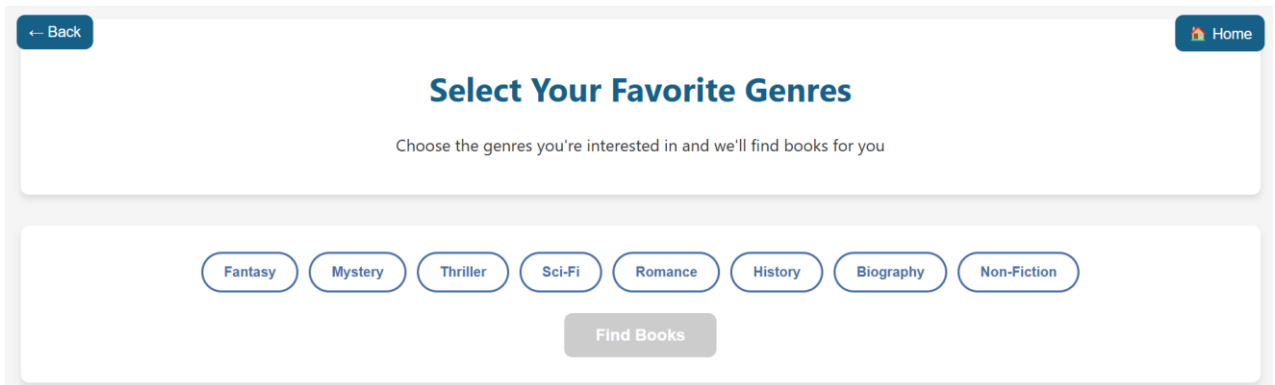 ← Back
🏠 Home
Select Your Favorite Genres
Choose the genres you're interested in and we'll find books for you
Fantasy Mystery Thriller Sci-Fi Romance History Biography Non-Fiction
Find Books